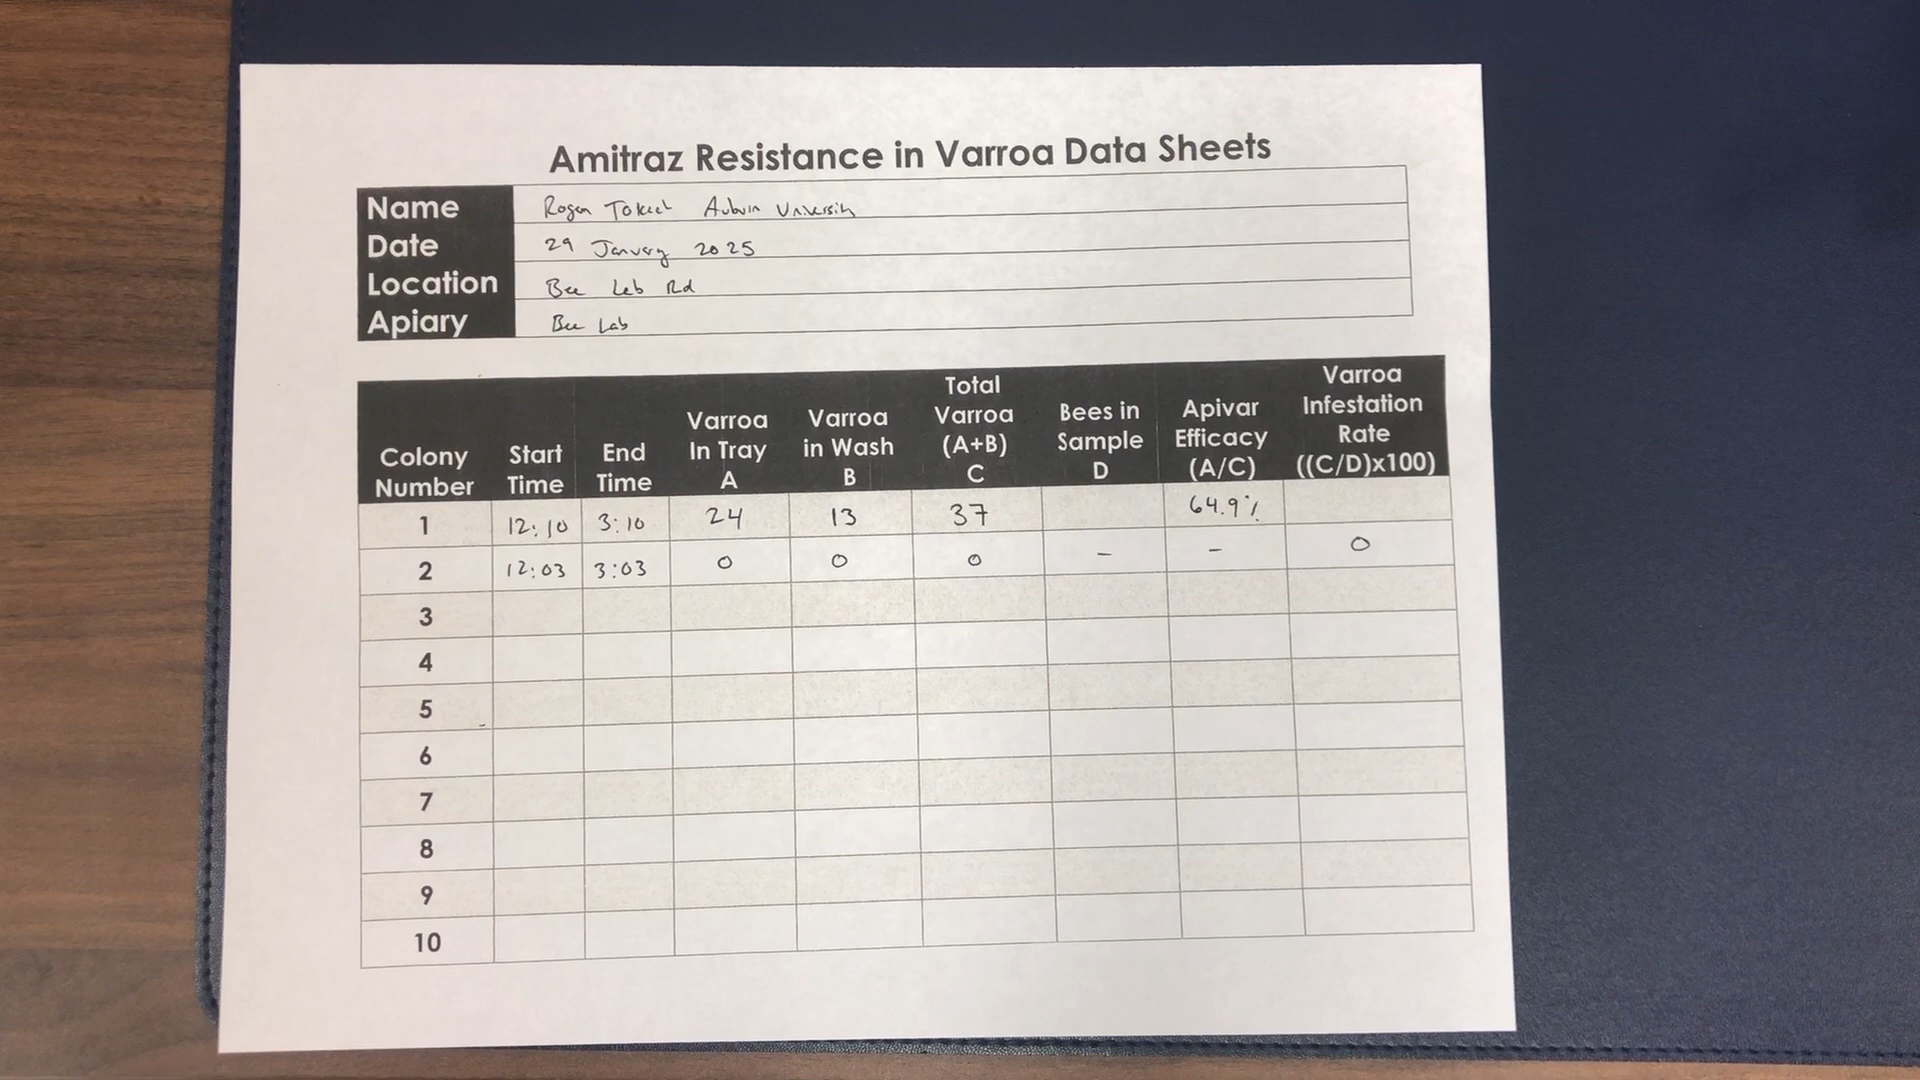 Amitraz Resistance in Varroa Data Sheets
Name Auburn University
Date 29 January 2025
Location Bee Lab Rd
Apiary Bee Lab
Colony Number Start Time End Time Varroa In Tray A Varroa in Wash B Total Varroa (A+B) C Bees in Sample D Apivar Efficacy (A/C) Varroa Infestation Rate ((C/D)x100)
1 12:10 3:10 24 13 37 64.9%
2 12:03 3:03 0 0 0 - - 0
3
4
5
6
7
8
9
10